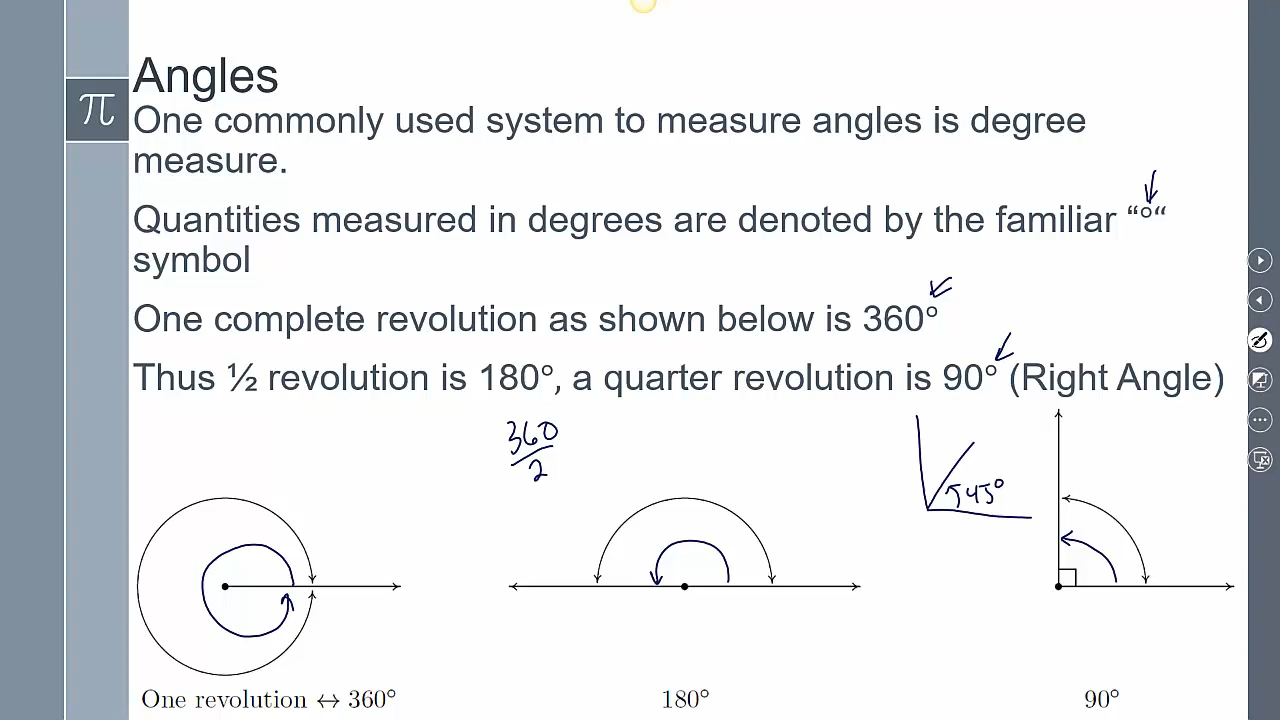 Angles
π
One commonly used system to measure angles is degree
measure.
Quantities measured in degrees are denoted by the familiar “°“
symbol
One complete revolution as shown below is 360°
Thus ½ revolution is 180°, a quarter revolution is 90° (Right Angle)
360
2
45°
One revolution ↔ 360°
180°
90°